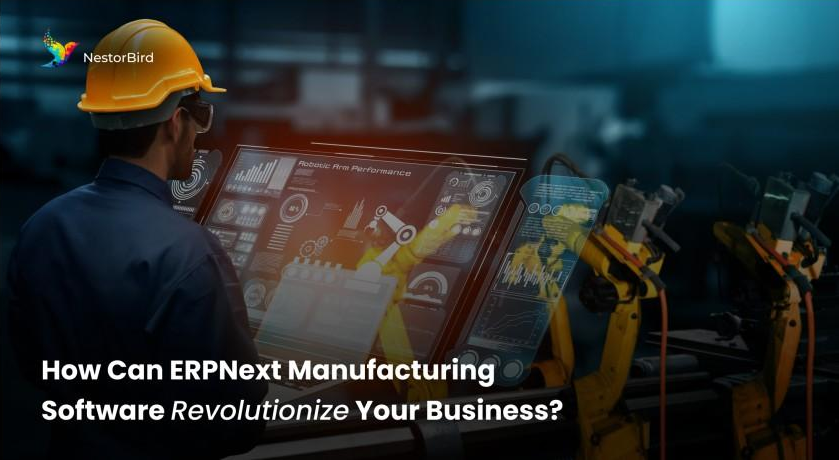 NestorBird
Robotic Arm Performance
How Can ERPNext Manufacturing
Software Revolutionize Your Business?